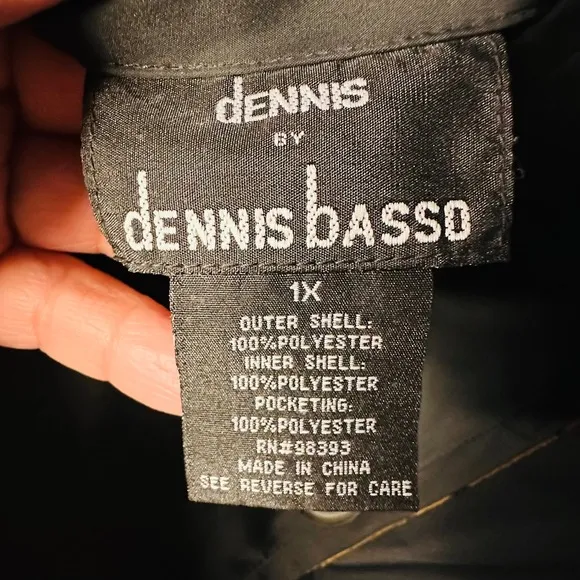 dENNIS
BY
dENNIS bASSO
1X
OUTER SHELL:
100%POLYESTER
INNER SHELL:
100%POLYESTER
POCKETING:
100%POLYESTER
RN#98393
MADE IN CHINA
SEE REVERSE FOR CARE